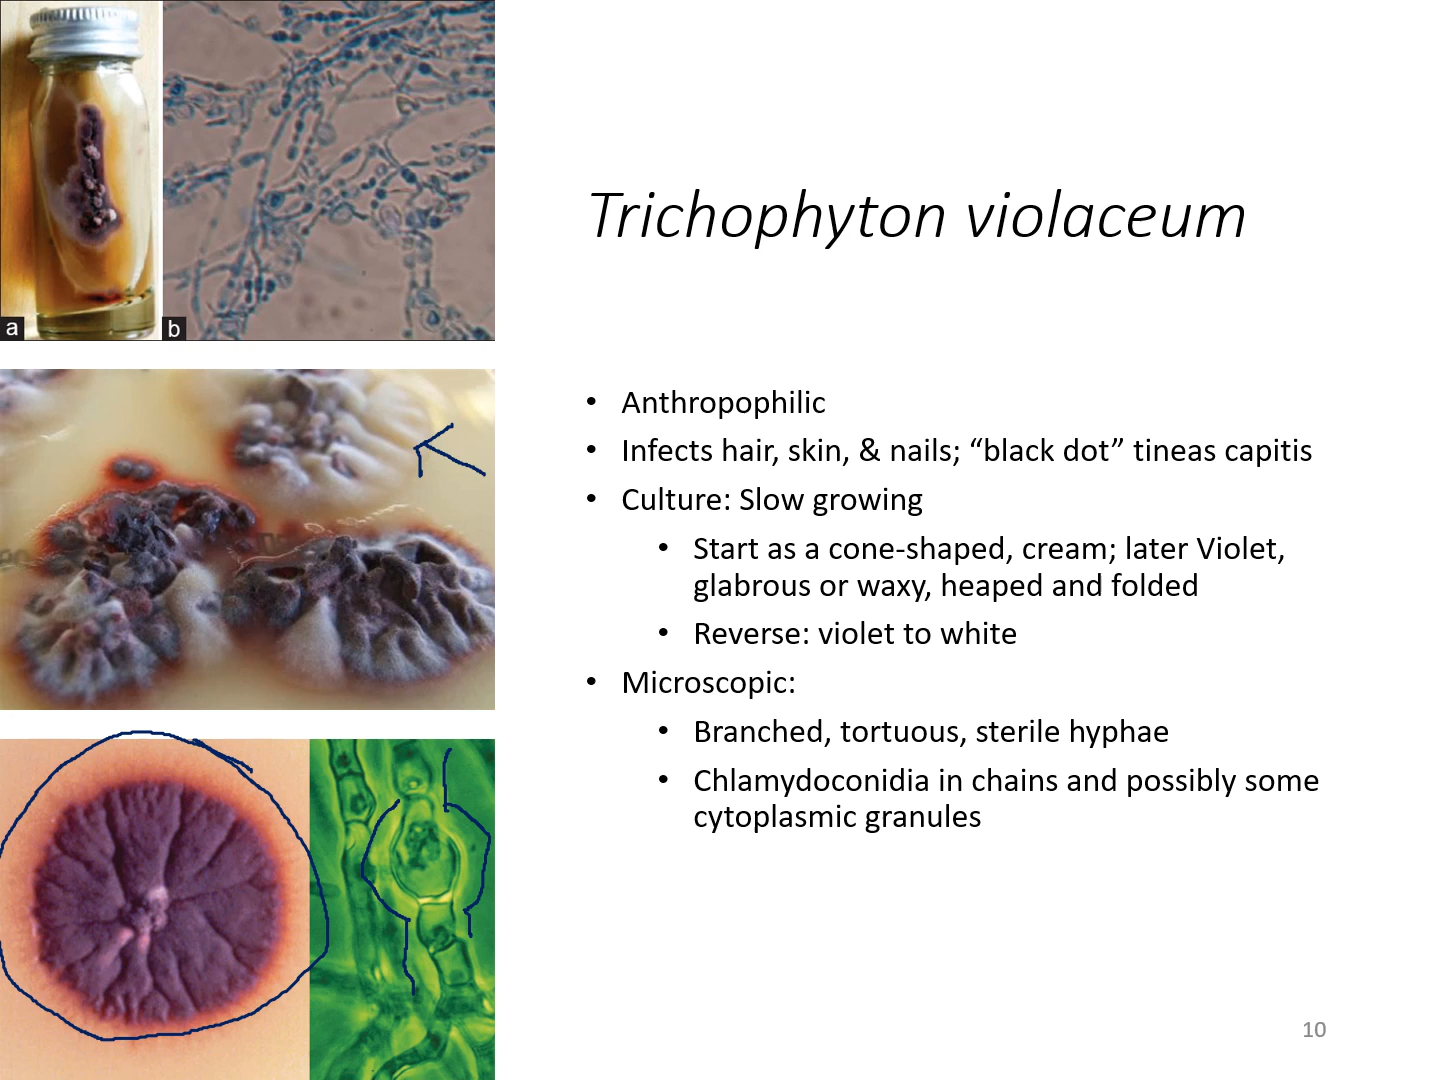 a
b
Trichophyton violaceum
• Anthropophilic
• Infects hair, skin, & nails; “black dot” tineas capitis
• Culture: Slow growing
• Start as a cone-shaped, cream; later Violet,
glabrous or waxy, heaped and folded
• Reverse: violet to white
• Microscopic:
• Branched, tortuous, sterile hyphae
• Chlamydoconidia in chains and possibly some
cytoplasmic granules
10